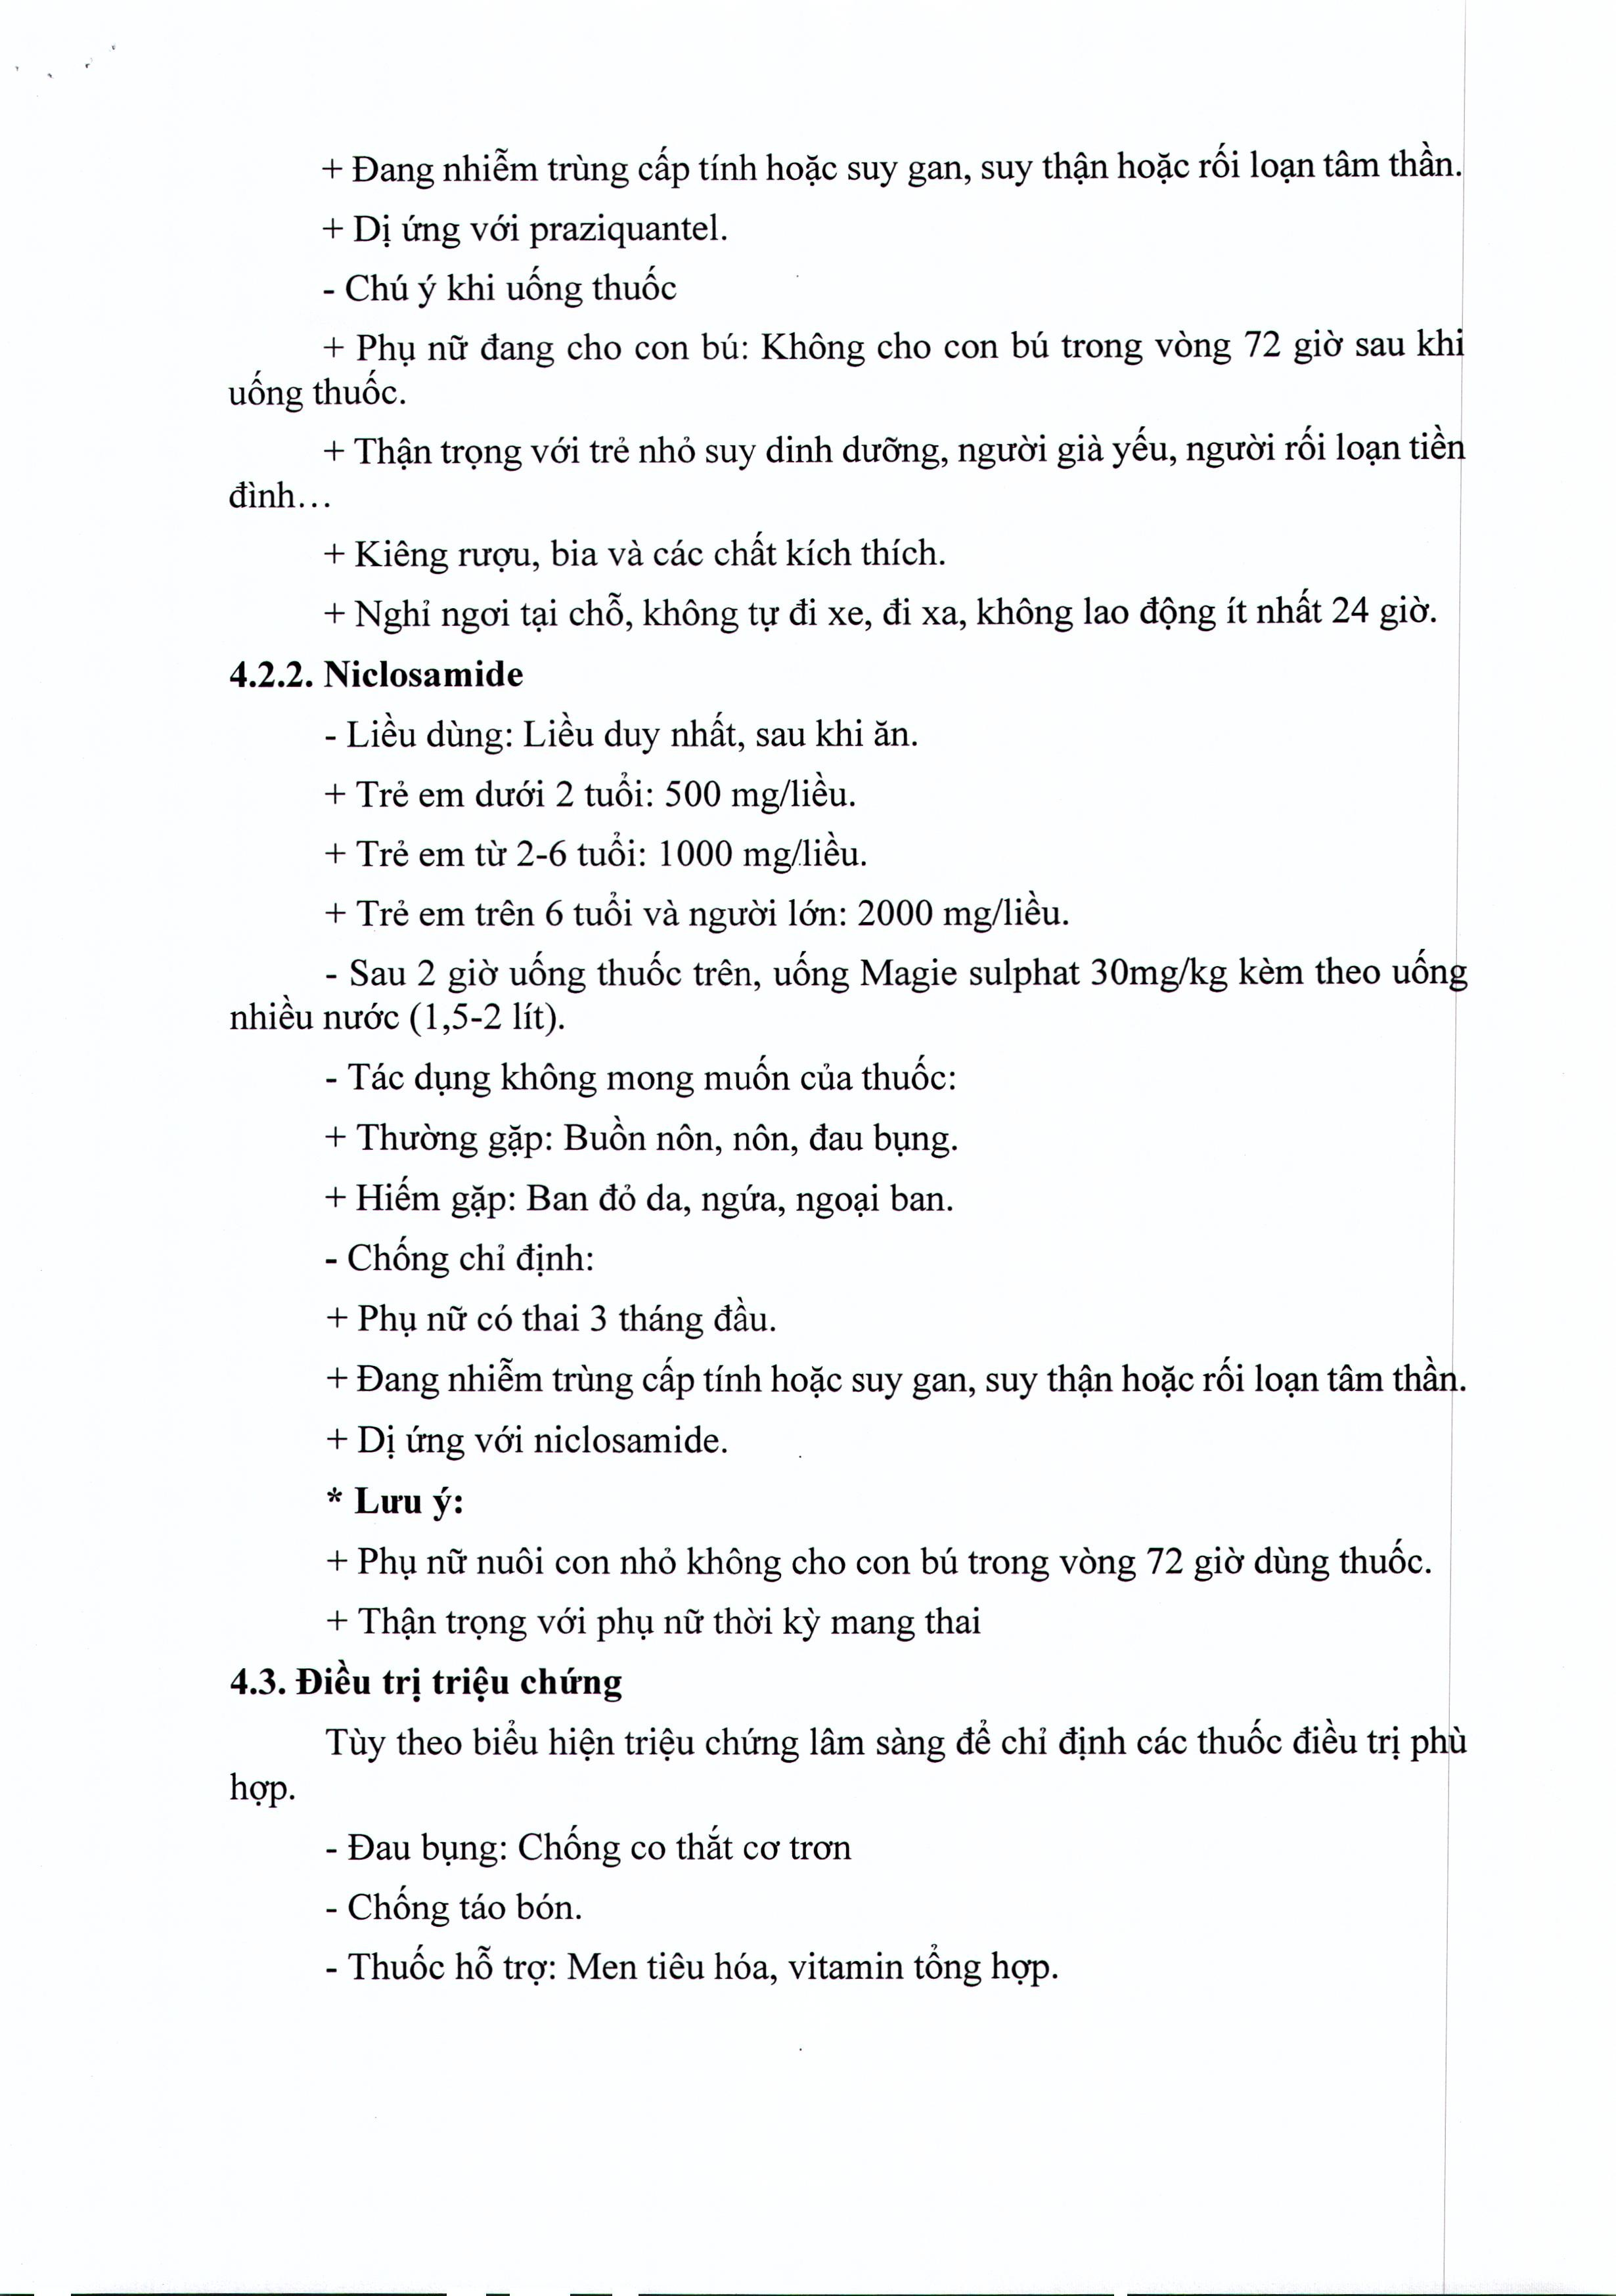 + Đang nhiễm trùng cấp tính hoặc suy gan, suy thận hoặc rối loạn tâm thần.
+ Dị ứng với praziquantel.
- Chú ý khi uống thuốc
+ Phụ nữ đang cho con bú: Không cho con bú trong vòng 72 giờ sau khi
uống thuốc.
+ Thận trọng với trẻ nhỏ suy dinh dưỡng, người già yếu, người rối loạn tiền
đình...
+ Kiêng rượu, bia và các chất kích thích.
+ Nghỉ ngơi tại chỗ, không tự đi xe, đi xa, không lao động ít nhất 24 giờ.
4.2.2. Niclosamide
- Liều dùng: Liều duy nhất, sau khi ăn.
+ Trẻ em dưới 2 tuổi: 500 mg/liều.
+ Trẻ em từ 2-6 tuổi: 1000 mg/liều.
+ Trẻ em trên 6 tuổi và người lớn: 2000 mg/liều.
- Sau 2 giờ uống thuốc trên, uống Magie sulphat 30mg/kg kèm theo uống
nhiều nước (1,5-2 lít).
- Tác dụng không mong muốn của thuốc:
+ Thường gặp: Buồn nôn, nôn, đau bụng.
+ Hiếm gặp: Ban đỏ da, ngứa, ngoại ban.
- Chống chỉ định:
+ Phụ nữ có thai 3 tháng đầu.
+ Đang nhiễm trùng cấp tính hoặc suy gan, suy thận hoặc rối loạn tâm thần.
+ Dị ứng với niclosamide.
* Lưu ý:
+ Phụ nữ nuôi con nhỏ không cho con bú trong vòng 72 giờ dùng thuốc.
+ Thận trọng với phụ nữ thời kỳ mang thai
4.3. Điều trị triệu chứng
Tùy theo biểu hiện triệu chứng lâm sàng để chỉ định các thuốc điều trị phù
hợp.
- Đau bụng: Chống co thắt cơ trơn
- Chống táo bón.
- Thuốc hỗ trợ: Men tiêu hóa, vitamin tổng hợp.